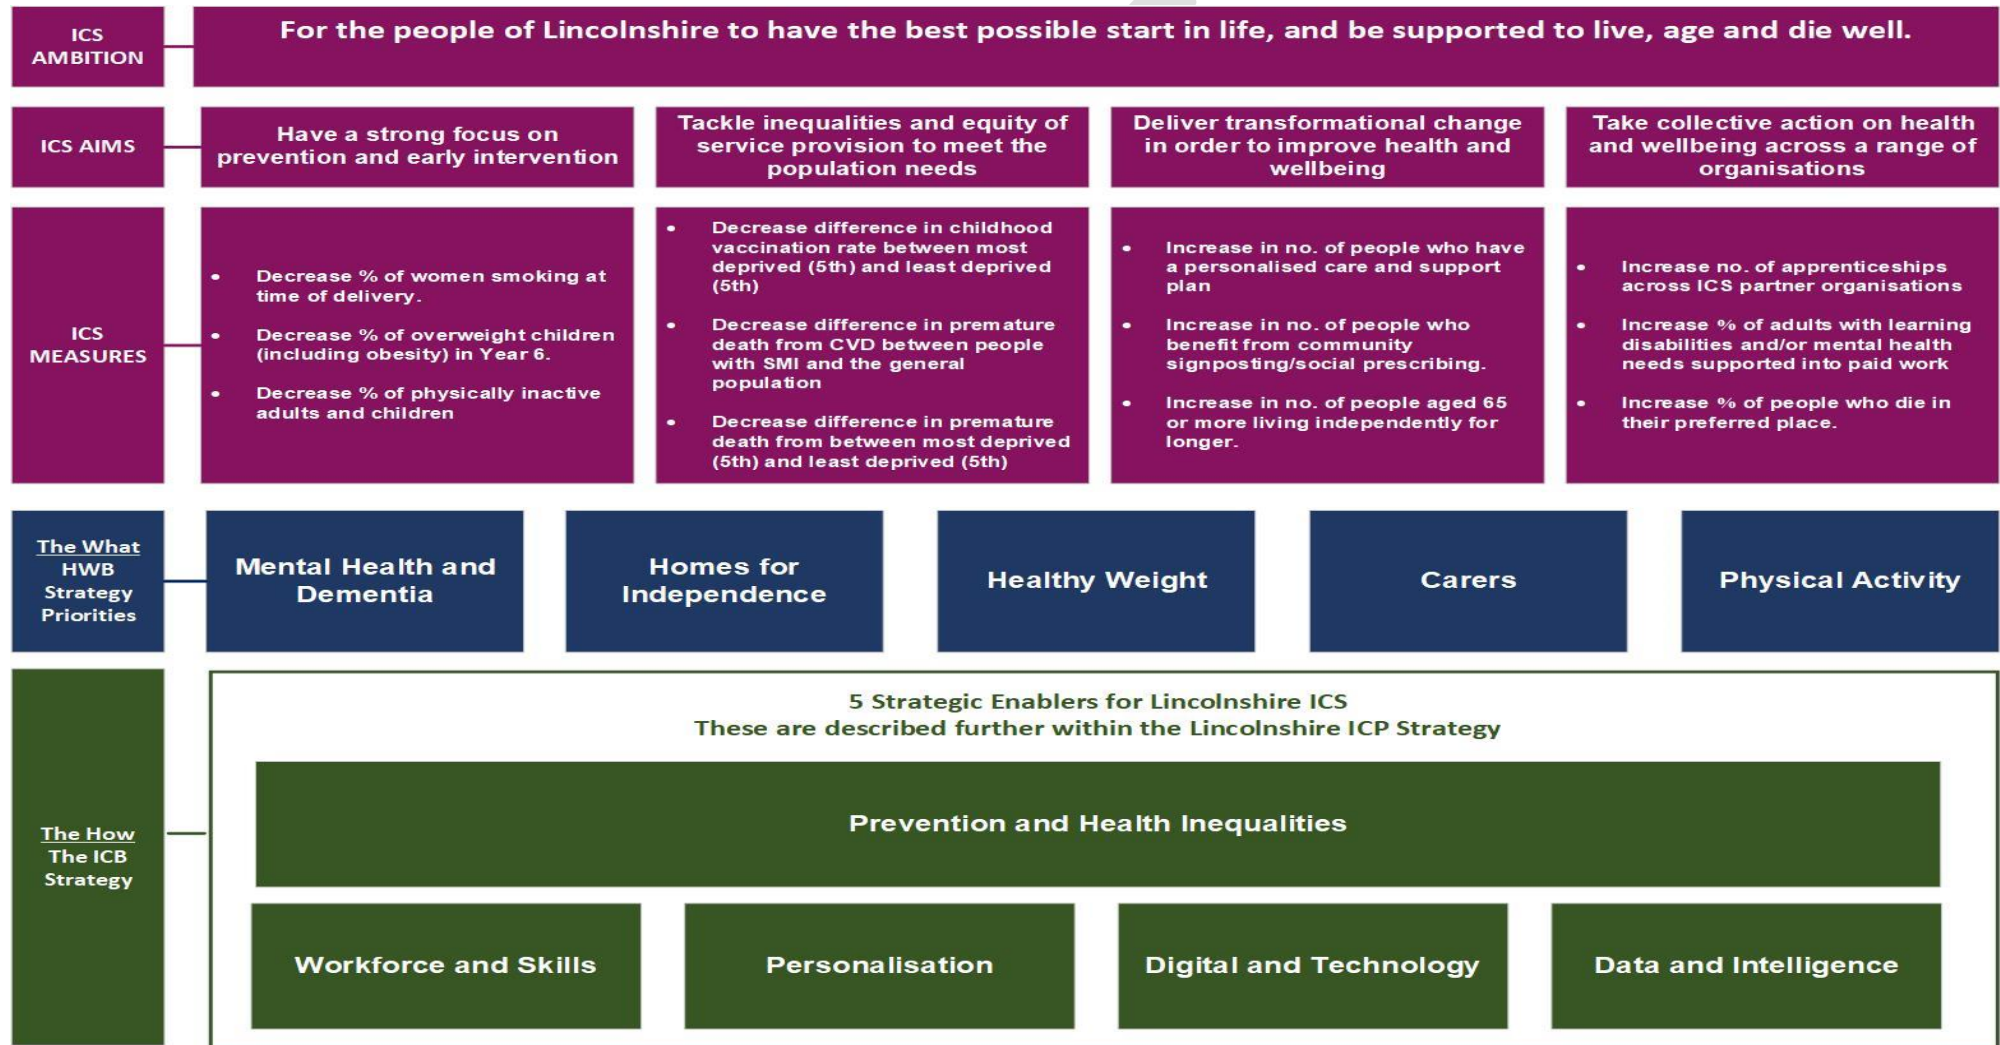 ICS
AMBITION
For the people of Lincolnshire to have the best possible start in life, and be supported to live, age and die well.
ICS AIMS
Have a strong focus on
prevention and early intervention
Tackle inequalities and equity of
service provision to meet the
population needs
Deliver transformational change
in order to improve health and
wellbeing
Take collective action on health
and wellbeing across a range of
organisations
ICS
MEASURES
• Decrease % of women smoking at
time of delivery.
• Decrease % of overweight children
(including obesity) in Year 6.
• Decrease % of physically inactive
adults and children
• Decrease difference in childhood
vaccination rate between most
deprived (5th) and least deprived
(5th)
• Decrease difference in premature
death from CVD between people
with SMI and the general
population
• Decrease difference in premature
death from between most deprived
(5th) and least deprived (5th)
• Increase in no. of people who have
a personalised care and support
plan
• Increase in no. of people who
benefit from community
signposting/social prescribing.
• Increase in no. of people aged 65
or more living independently for
longer.
• Increase no. of apprenticeships
across ICS partner organisations
• Increase % of adults with learning
disabilities and/or mental health
needs supported into paid work
• Increase % of people who die in
their preferred place.
The What
HWB
Strategy
Priorities
Mental Health and
Dementia
Homes for
Independence
Healthy Weight
Carers
Physical Activity
The How
The ICB
Strategy
5 Strategic Enablers for Lincolnshire ICS
These are described further within the Lincolnshire ICP Strategy
Prevention and Health Inequalities
Workforce and Skills
Personalisation
Digital and Technology
Data and Intelligence